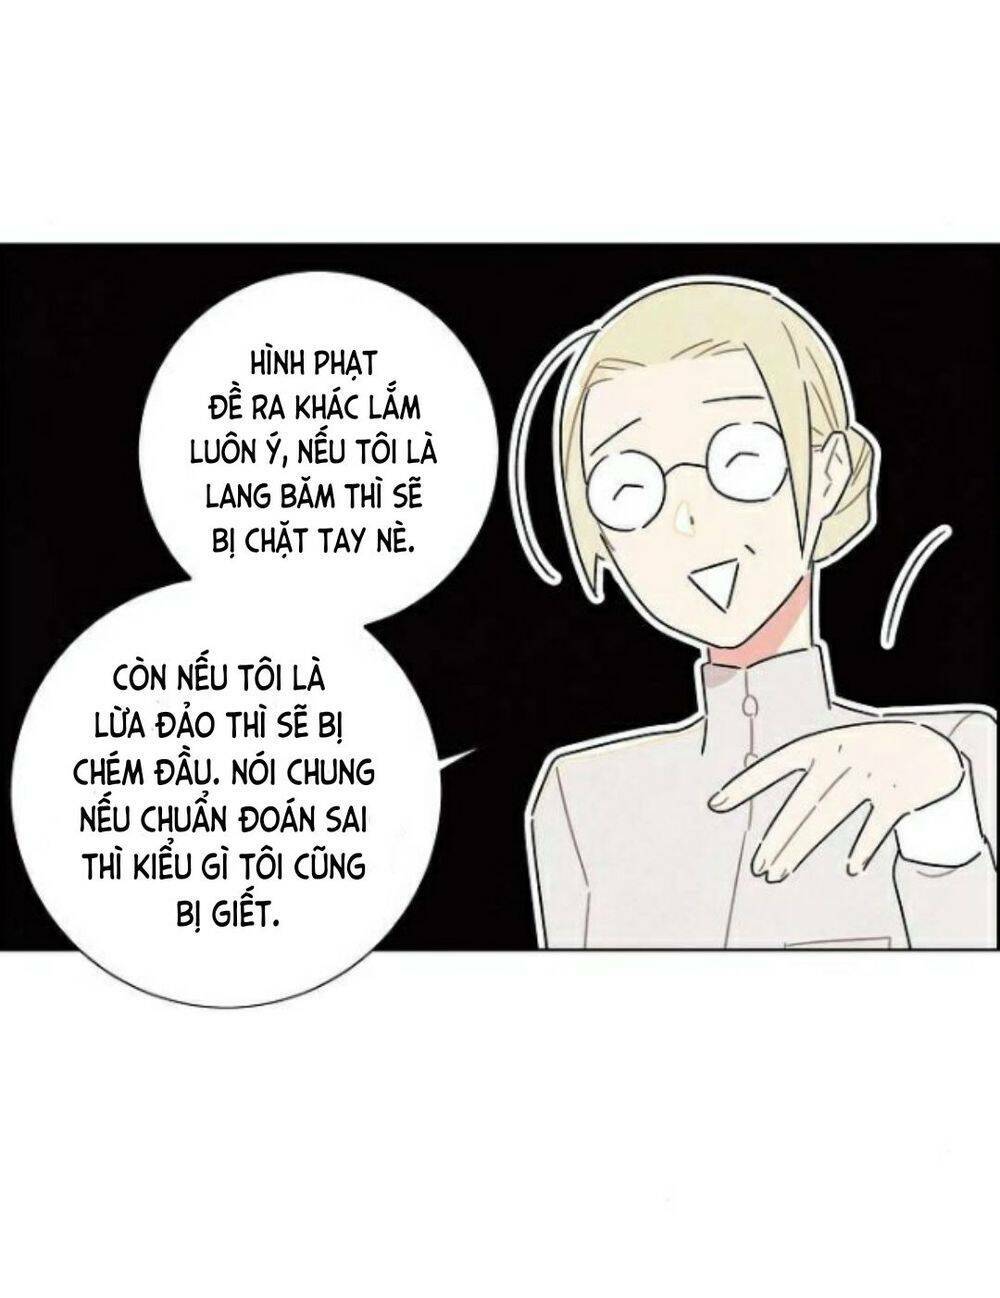 HÌNH PHẠT
ĐỀ RA KHÁC LẮM
LUÔN Ý, NẾU TÔI LÀ
LANG BĂM THÌ SẼ
BỊ CHẶT TAY NÈ.
CÒN NẾU TÔI LÀ
LỪA ĐẢO THÌ SẼ BỊ
CHÉM ĐẦU. NÓI CHUNG
NẾU CHUẨN ĐOÁN SAI
THÌ KIỂU GÌ TÔI CŨNG
BỊ GIẾT.